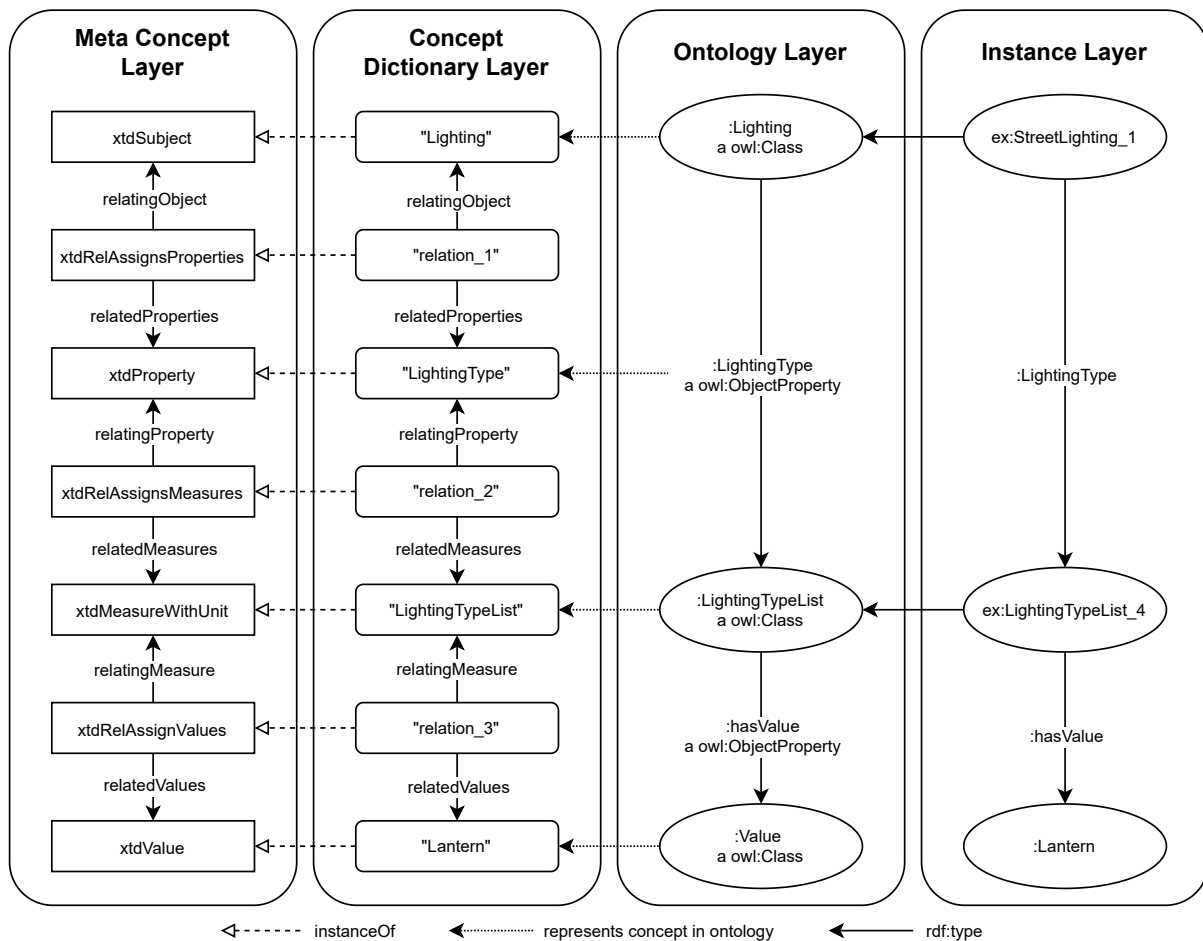 Meta Concept
Layer
Concept
Dictionary Layer
Ontology Layer
Instance Layer
xtdSubject
"Lighting"
:Lighting
a owl:Class
ex:StreetLighting_1
relatingObject
relatingObject
xtdRelAssignsProperties
"relation_1"
relatedProperties
relatedProperties
xtdProperty
"LightingType"
:LightingType
a owl:ObjectProperty
:LightingType
relatingProperty
relatingProperty
xtdRelAssignsMeasures
"relation_2"
relatedMeasures
relatedMeasures
xtdMeasureWithUnit
"LightingTypeList"
:LightingTypeList
a owl:Class
ex:LightingTypeList_4
relatingMeasure
relatingMeasure
xtdRelAssignValues
"relation_3"
:hasValue
a owl:ObjectProperty
:hasValue
relatedValues
relatedValues
xtdValue
"Lantern"
:Value
a owl:Class
:Lantern
instanceOf
represents concept in ontology
rdf:type